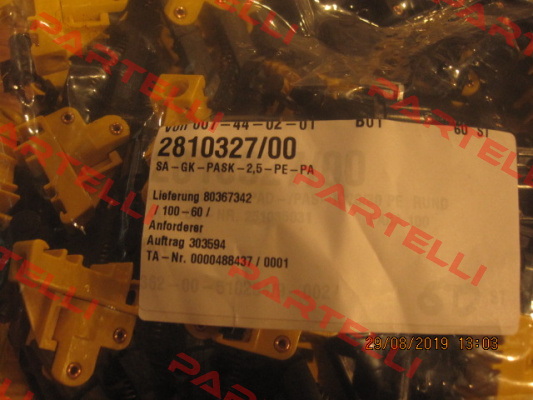 von 001-44-02-01 B01 60 ST
2810327/00
SA-GK-PASK-2,5-PE-PA
Lieferung 80367342
/ 100-60 /
Anforderer
Auftrag 303594
TA-Nr. 0000488437 / 0001
ST
29/08/2019 13:03
PARTELLI
PARTELLI
PARTELLI
PARTELLI
PARTELLI
PARTELLI